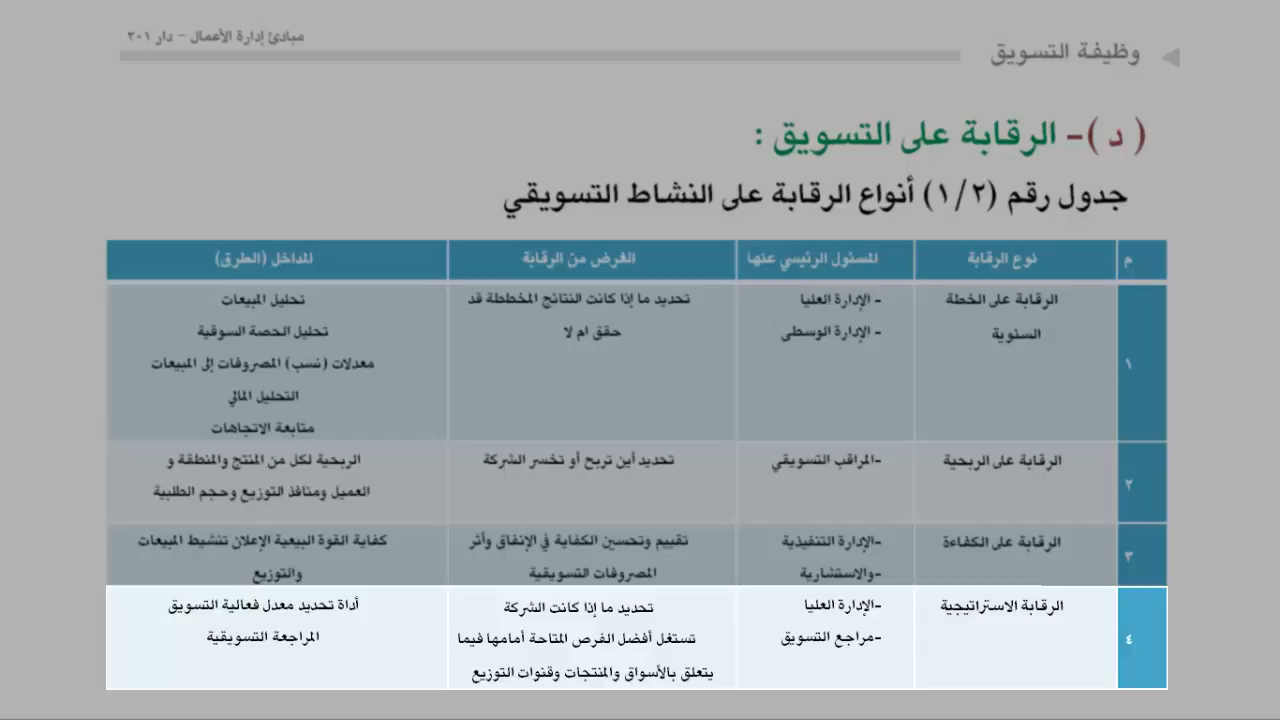 مبادئ إدارة الأعمال – دار ٢٠١
وظيفة التسويق
( د )- الرقابة على التسويق :
جدول رقم (١/٢) أنواع الرقابة على النشاط التسويقي
م
نوع الرقابة
المسئول الرئيسي عنها
الغرض من الرقابة
المداخل (الطرق)
١
الرقابة على الخطة
السنوية
- الإدارة العليا
- الإدارة الوسطى
تحديد ما إذا كانت النتائج المخططة قد
حقق ام لا
تحليل المبيعات
تحليل الحصة السوقية
معدلات (نسب) المصروفات إلى المبيعات
التحليل المالي
متابعة الاتجاهات
٢
الرقابة على الربحية
-المراقب التسويقي
تحديد أين تربح أو تخسر الشركة
الربحية لكل من المنتج والمنطقة و
العميل ومنافذ التوزيع وحجم الطلبية
٣
الرقابة على الكفاءة
-الإدارة التنفيذية
-والاستشارية
تقييم وتحسين الكفاية في الإنفاق وأثر
المصروفات التسويقية
كفاية القوة البيعية الإعلان تنشيط المبيعات
والتوزيع
٤
الرقابة الاستراتيجية
-الإدارة العليا
-مراجع التسويق
تحديد ما إذا كانت الشركة
تستغل أفضل الفرص المتاحة أمامها فيما
يتعلق بالأسواق والمنتجات وقنوات التوزيع
أداة تحديد معدل فعالية التسويق
المراجعة التسويقية